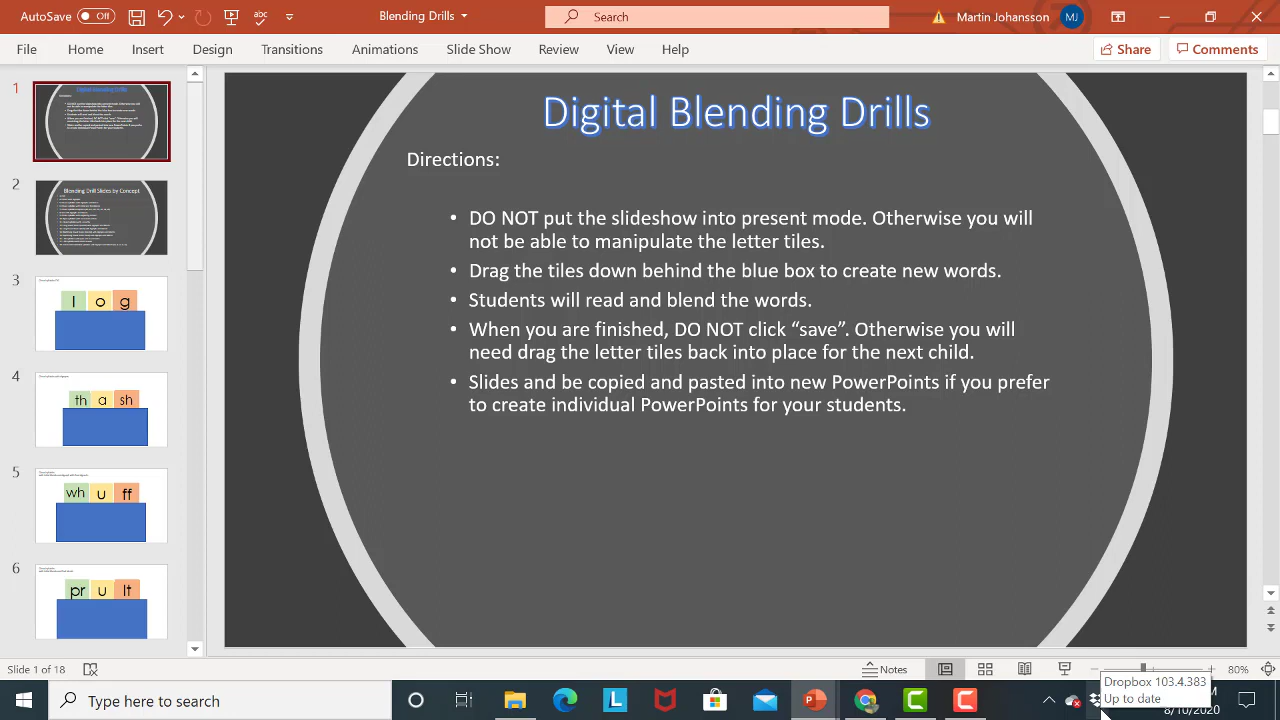 AutoSave Off
Blending Drills
Search
Martin Johansson MJ
File Home Insert Design Transitions Animations Slide Show Review View Help
Share Comments
1
2
Blending Drill Slides by Concept
3
l o g
4
th a sh
5
wh u ff
6
pr u lt
Digital Blending Drills
Directions:
• DO NOT put the slideshow into present mode. Otherwise you will
not be able to manipulate the letter tiles.
• Drag the tiles down behind the blue box to create new words.
• Students will read and blend the words.
• When you are finished, DO NOT click “save”. Otherwise you will
need drag the letter tiles back into place for the next child.
• Slides and be copied and pasted into new PowerPoints if you prefer
to create individual PowerPoints for your students.
Slide 1 of 18
Notes
80%
Dropbox 103.4.383
Up to date
Type here to search
8/10/2020